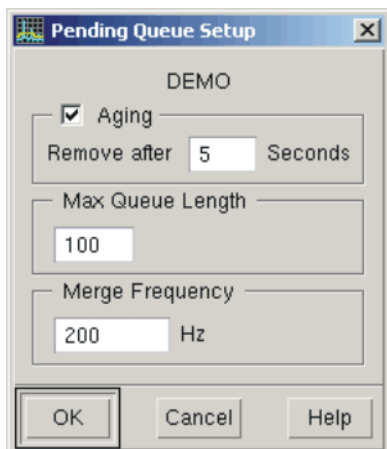 Pending Queue Setup
DEMO
Aging
Remove after 5 Seconds
Max Queue Length
100
Merge Frequency
200 Hz
OK Cancel Help